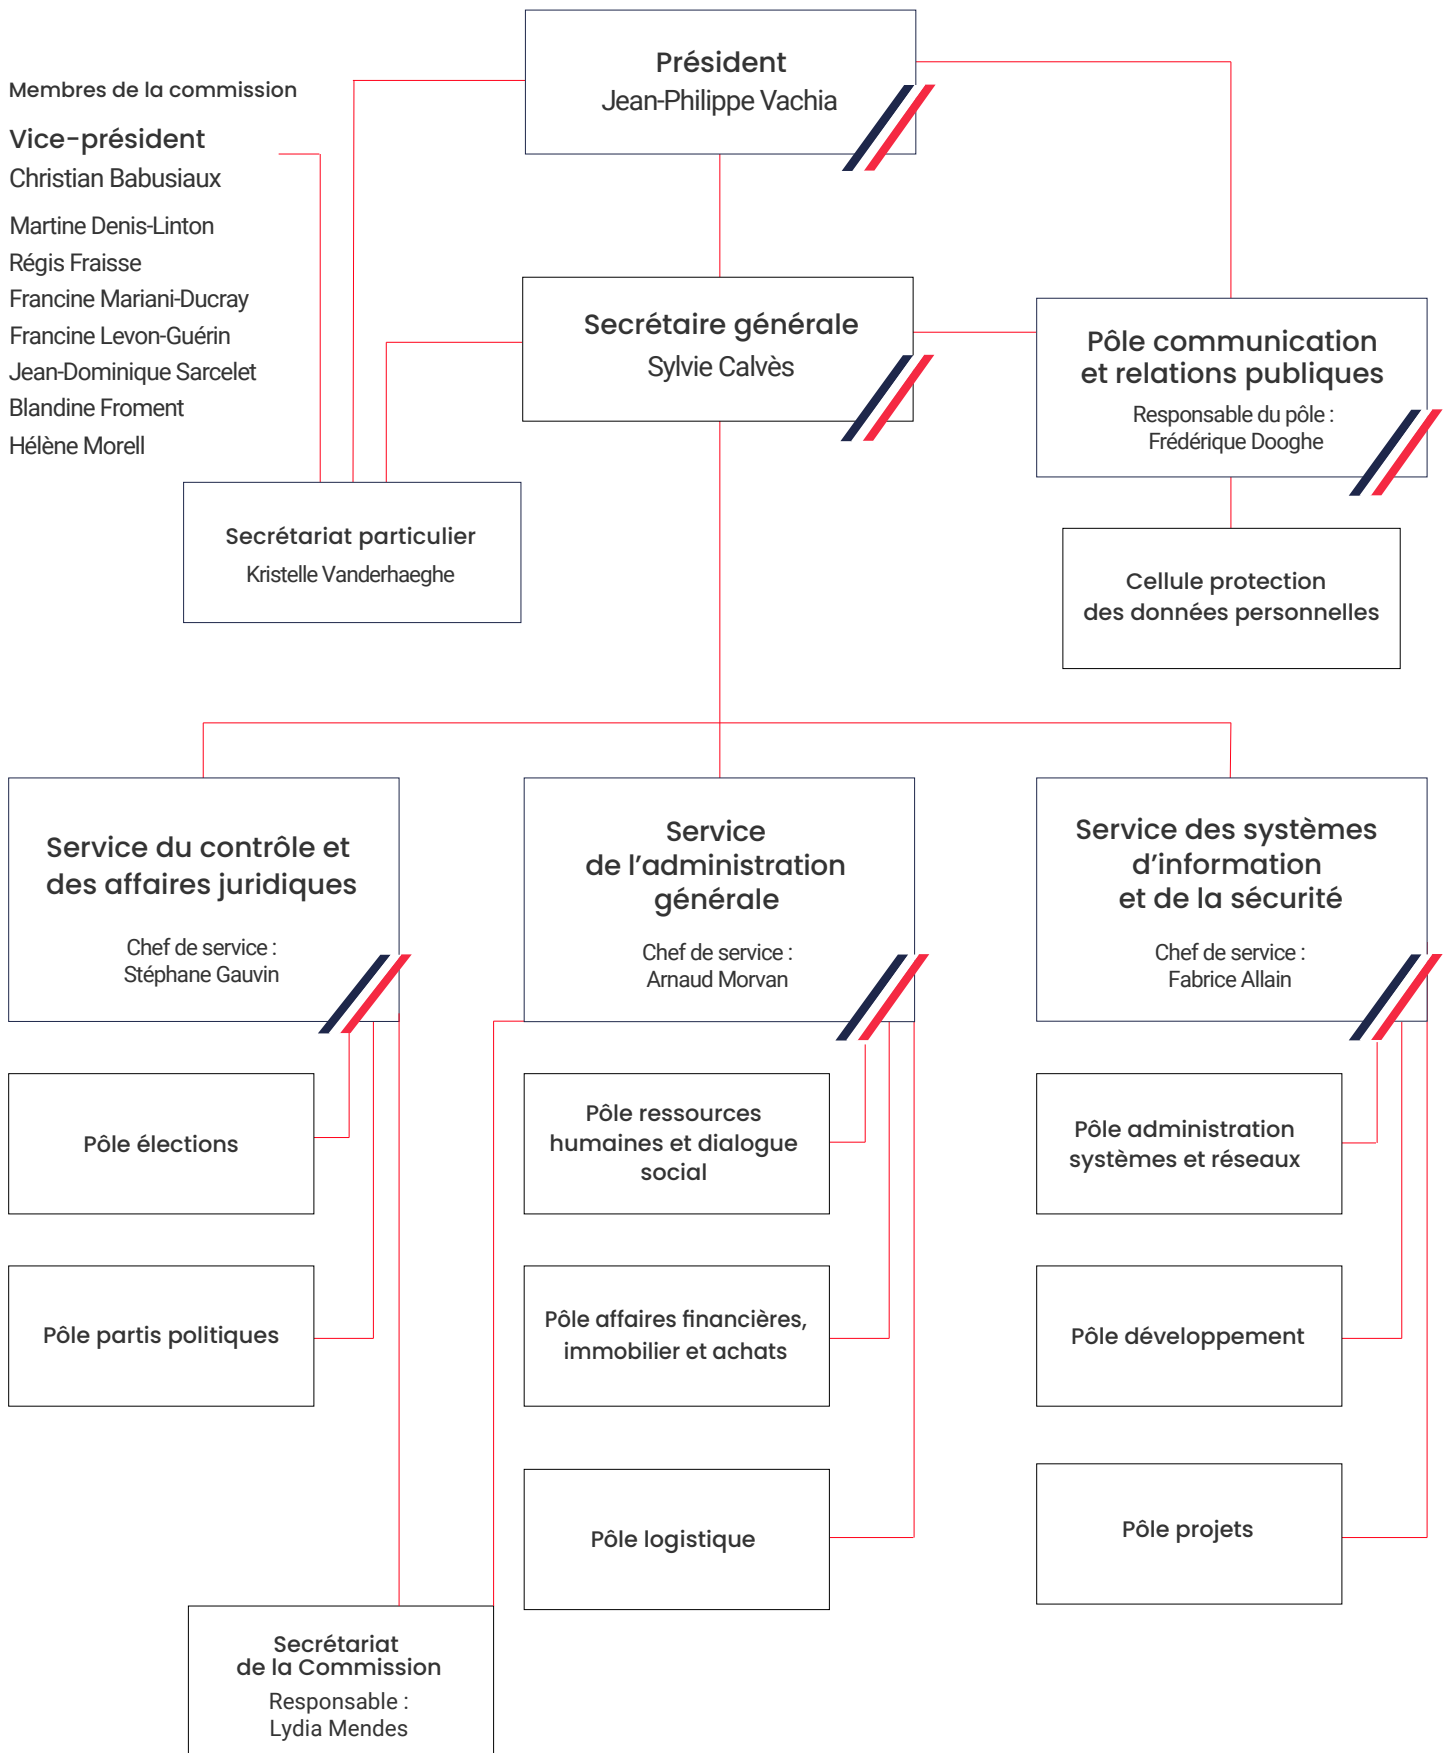 Président
Jean-Philippe Vachia
Membres de la commission
Vice-président
Christian Babusiaux
Martine Denis-Linton
Régis Fraisse
Francine Mariani-Ducray
Francine Levon-Guérin
Jean-Dominique Sarcelet
Blandine Froment
Hélène Morell
Secrétaire générale
Sylvie Calvès
Pôle communication
et relations publiques
Responsable du pôle :
Frédérique Dooghe
Secrétariat particulier
Kristelle Vanderhaeghe
Cellule protection
des données personnelles
Service du contrôle et
des affaires juridiques
Chef de service :
Stéphane Gauvin
Service
de l’administration
générale
Chef de service :
Arnaud Morvan
Service des systèmes
d’information
et de la sécurité
Chef de service :
Fabrice Allain
Pôle élections
Pôle partis politiques
Pôle ressources
humaines et dialogue
social
Pôle affaires financières,
immobilier et achats
Pôle logistique
Pôle administration
systèmes et réseaux
Pôle développement
Pôle projets
Secrétariat
de la Commission
Responsable :
Lydia Mendes